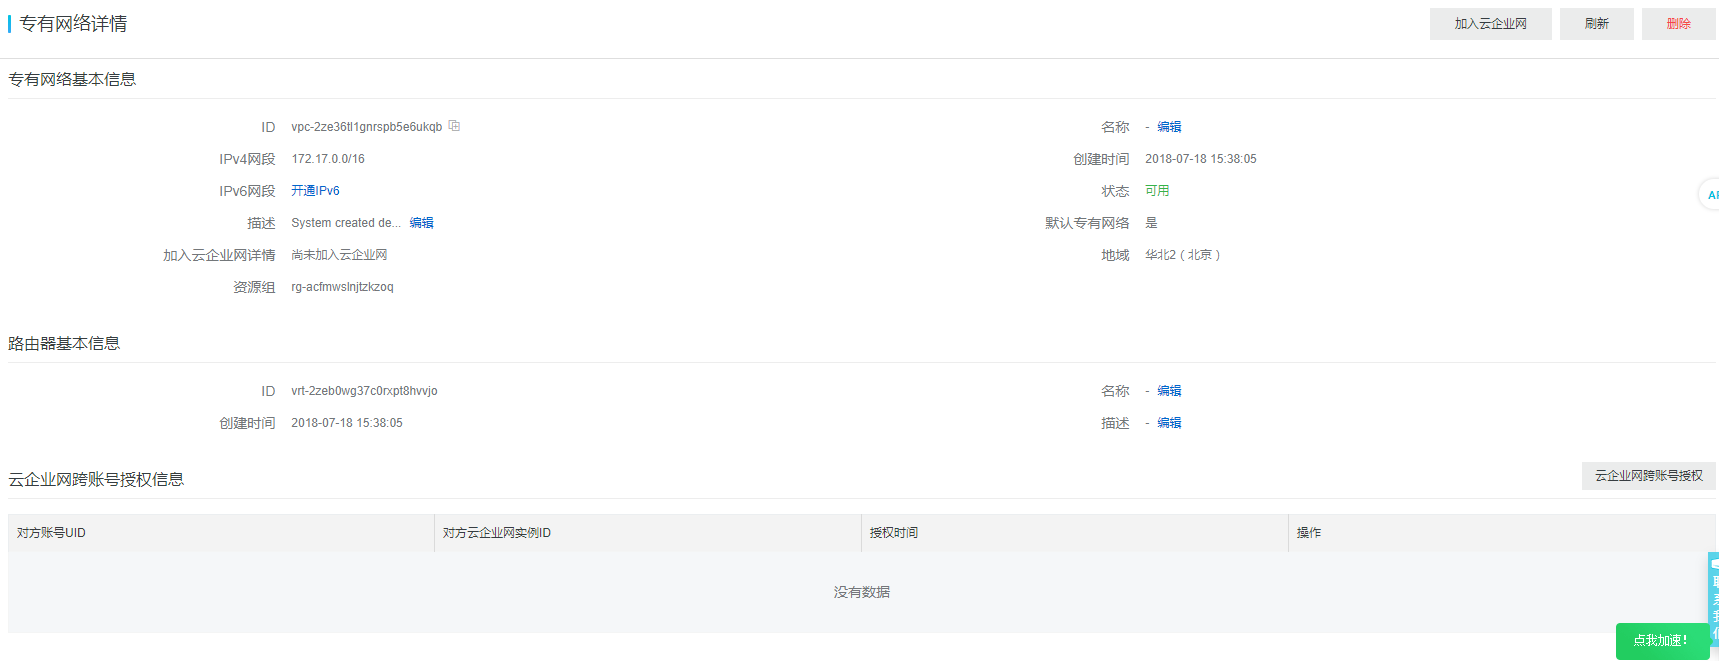 专有网络详情
加入云企业网 刷新 删除
专有网络基本信息
ID vpc-2ze36tl1gnrspb5e6ukqb 名称 - 编辑
IPv4网段 172.17.0.0/16 创建时间 2018-07-18 15:38:05
IPv6网段 开通IPv6 状态 可用
描述 System created de... 编辑 默认专有网络 是
加入云企业网详情 尚未加入云企业网 地域 华北2（北京）
资源组 rg-acfmwslnjtzkzoq
路由器基本信息
ID vrt-2zeb0wg37c0rxpt8hvvjo 名称 - 编辑
创建时间 2018-07-18 15:38:05 描述 - 编辑
云企业网跨账号授权信息 云企业网跨账号授权
对方账号UID 对方云企业网实例ID 授权时间 操作
没有数据
点我加速!